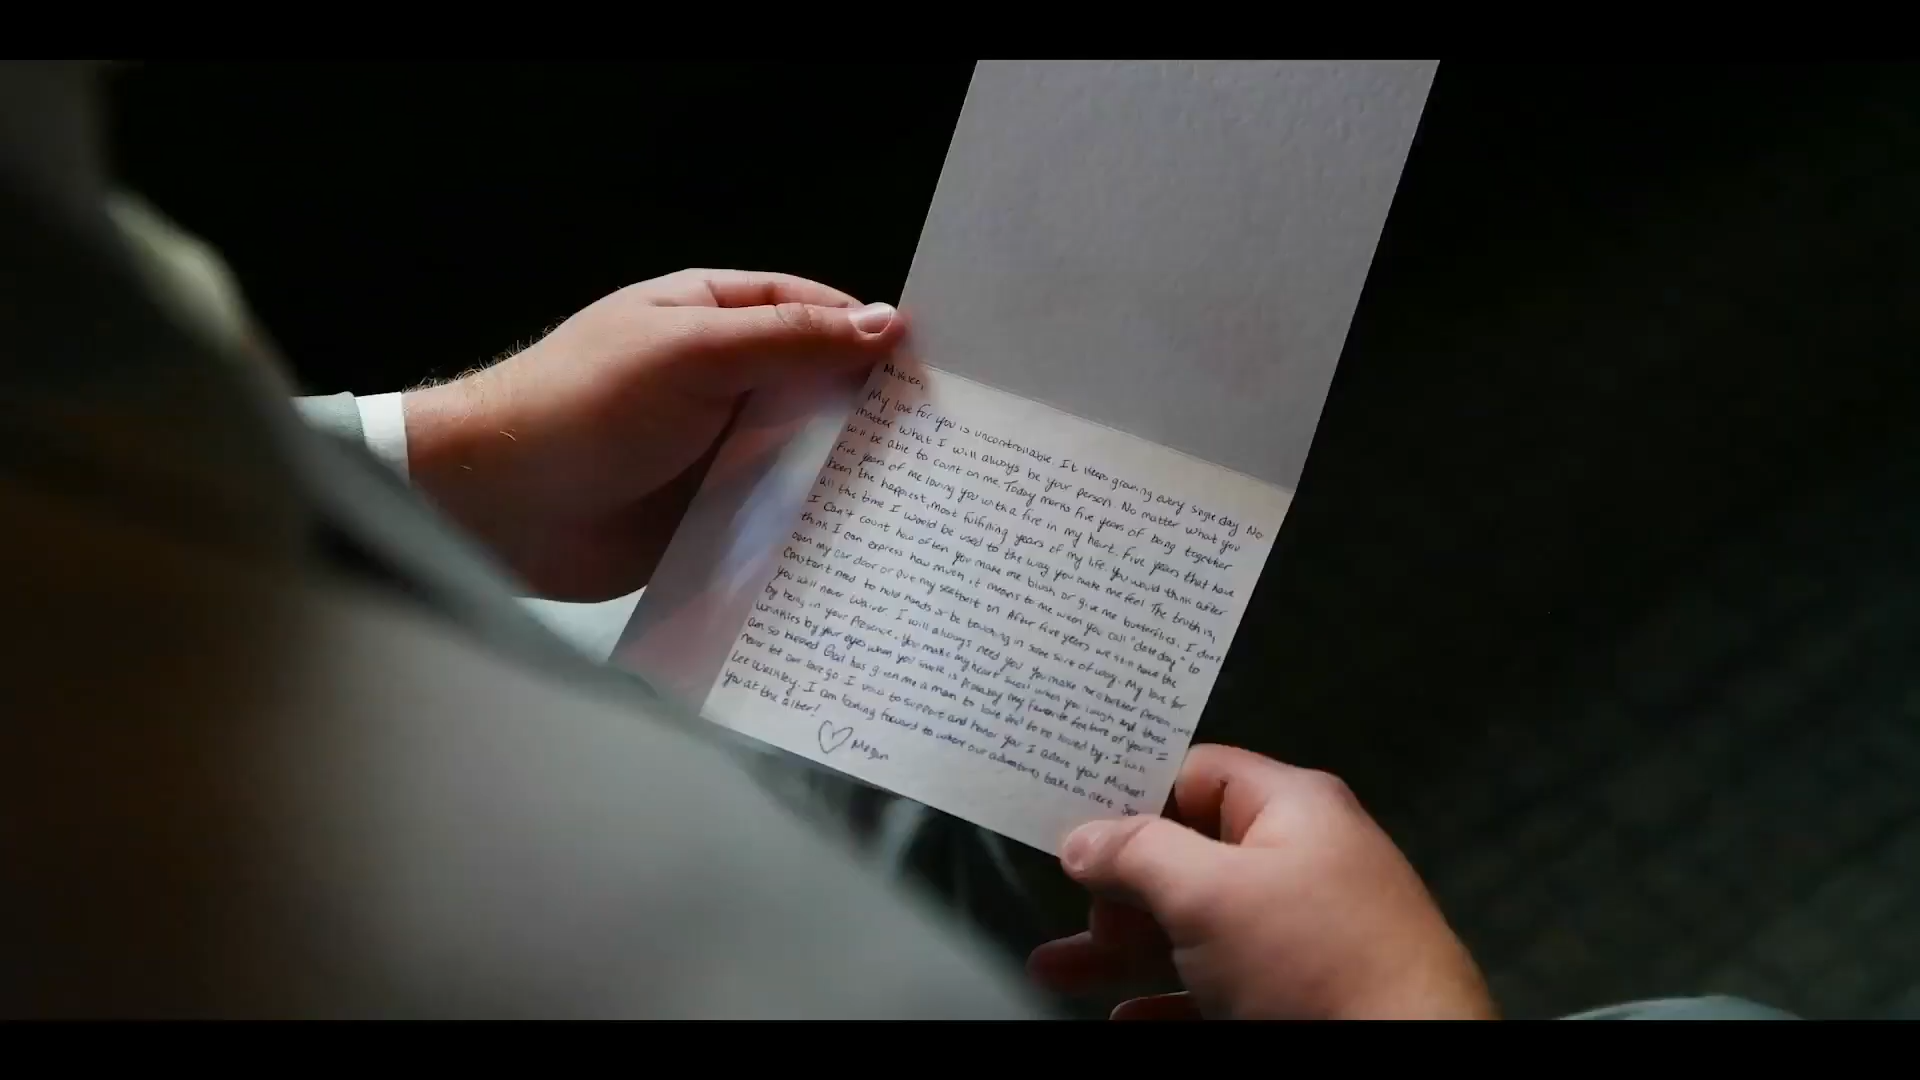 My love for you is uncontrollable. It keeps growing every single day. No
matter what I will always be your person. No matter what you
will be able to count on me. Today marks five years of being together
Five years of me loving you with a fire in my heart. Five years that have
been the happiest, most fulfilling years of my life. You would think after
all this time I would be used to the way you make me feel. The truth is,
I can't count how often you make me blush or give me butterflies. I don't
think I can express how much it means to me when you call "date day" to
open my car door or put my seatbelt on. After five years we still have the
constant need to hold hands or be touching in some sort of way. My love for
you will never waiver. I will always need you. You make me a better person
by being in your presence. You make my heart swell when you laugh and those
wrinkles by your eyes when you smile is probably my favorite feature of yours. I
am so blessed God has given me a man to love and to be loved by. I will
never let our love go. I vow to support and honor you. I adore you Michael
Lee I am looking forward to where our adventures take us next. See
you at the alter!
♡ Megan